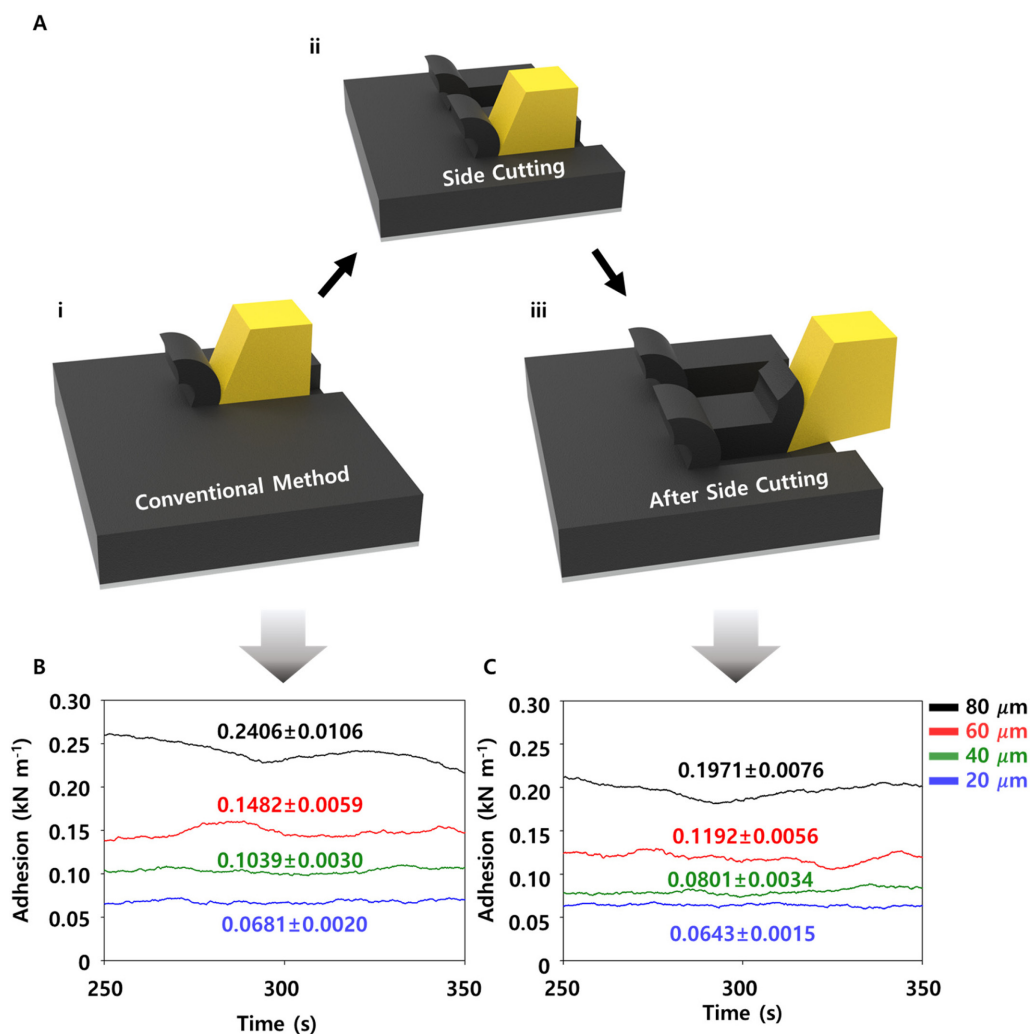 A
ii
Side Cutting
i
Conventional Method
iii
After Side Cutting
B
0.30
0.25
0.20
0.15
0.10
0.05
0
Adhesion (kN m⁻¹)
0.2406±0.0106
0.1482±0.0059
0.1039±0.0030
0.0681±0.0020
250
300
350
Time (s)
C
0.30
0.25
0.20
0.15
0.10
0.05
0
Adhesion (kN m⁻¹)
0.1971±0.0076
0.1192±0.0056
0.0801±0.0034
0.0643±0.0015
250
300
350
Time (s)
80 μm
60 μm
40 μm
20 μm